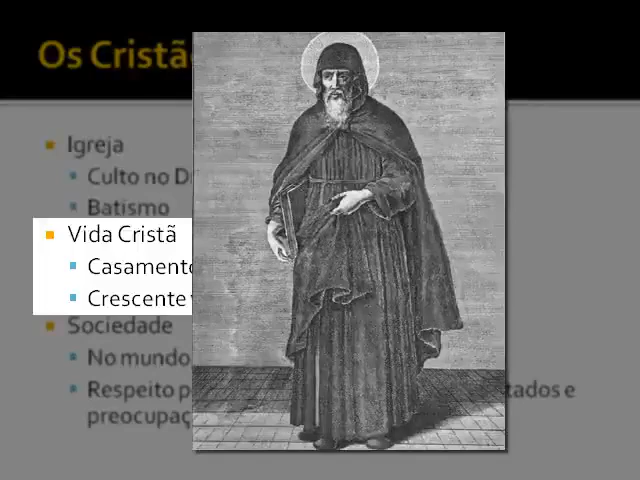 Os Cristã
Igreja
Culto no D
Batismo
Vida Cristã
Casamento
Crescente
Sociedade
No mundo
Respeito p tados e
preocupaç